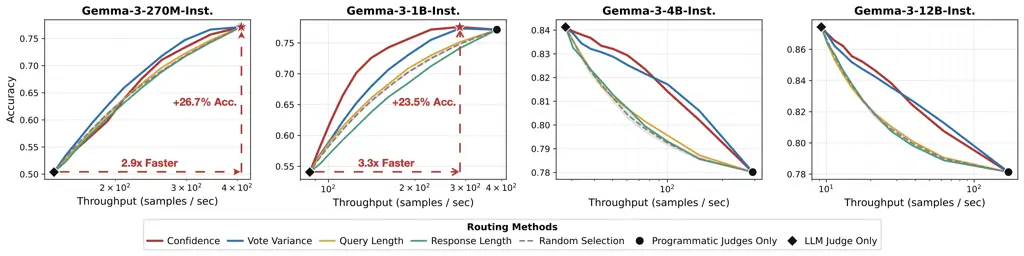 Gemma-3-270M-Inst.
Accuracy
0.75
0.70
0.65
0.60
0.55
0.50
+26.7% Acc.
2.9x Faster
2 × 10²
3 × 10²
4 × 10²
Throughput (samples / sec)
Gemma-3-1B-Inst.
0.75
0.70
0.65
0.60
0.55
+23.5% Acc.
3.3x Faster
10²
2 × 10²
3 × 10²
4 × 10²
Throughput (samples / sec)
Gemma-3-4B-Inst.
0.84
0.83
0.82
0.81
0.80
0.79
0.78
10²
Throughput (samples / sec)
Gemma-3-12B-Inst.
0.86
0.84
0.82
0.80
0.78
10¹
10²
Throughput (samples / sec)
Routing Methods
Confidence Vote Variance Query Length Response Length Random Selection Programmatic Judges Only LLM Judge Only